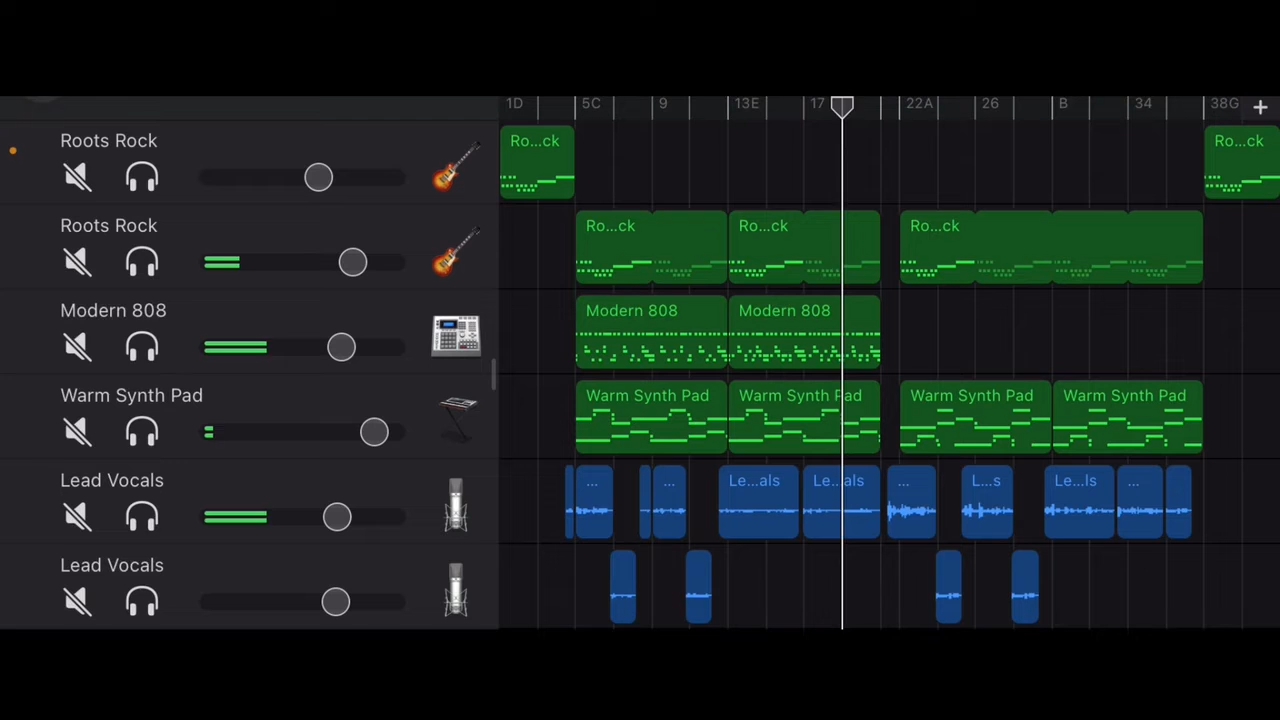 1D 5C 9 13E 17 22A 26 B 34 38G +
Roots Rock
Ro...ck Ro...ck
Roots Rock
Ro...ck Ro...ck Ro...ck
Modern 808
Modern 808 Modern 808
Warm Synth Pad
Warm Synth Pad Warm Synth Pad Warm Synth Pad Warm Synth Pad
Lead Vocals
... ... Le...als Le...als ... L...s Le...ls ...
Lead Vocals